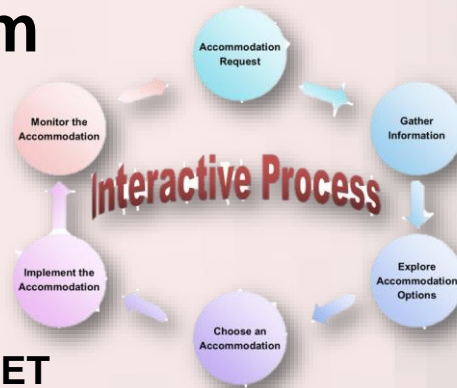 m
Accommodation
Request
Gather
Information
Explore
Accommodation
Options
Choose an
Accommodation
Implement the
Accommodation
Monitor the
Accommodation
Interactive Process
ET